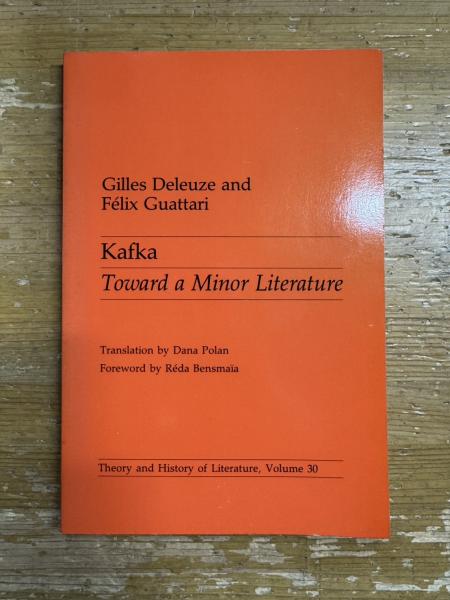 Gilles Deleuze and
Félix Guattari
Kafka
Toward a Minor Literature
Translation by Dana Polan
Foreword by Réda Bensmaïa
Theory and History of Literature, Volume 30